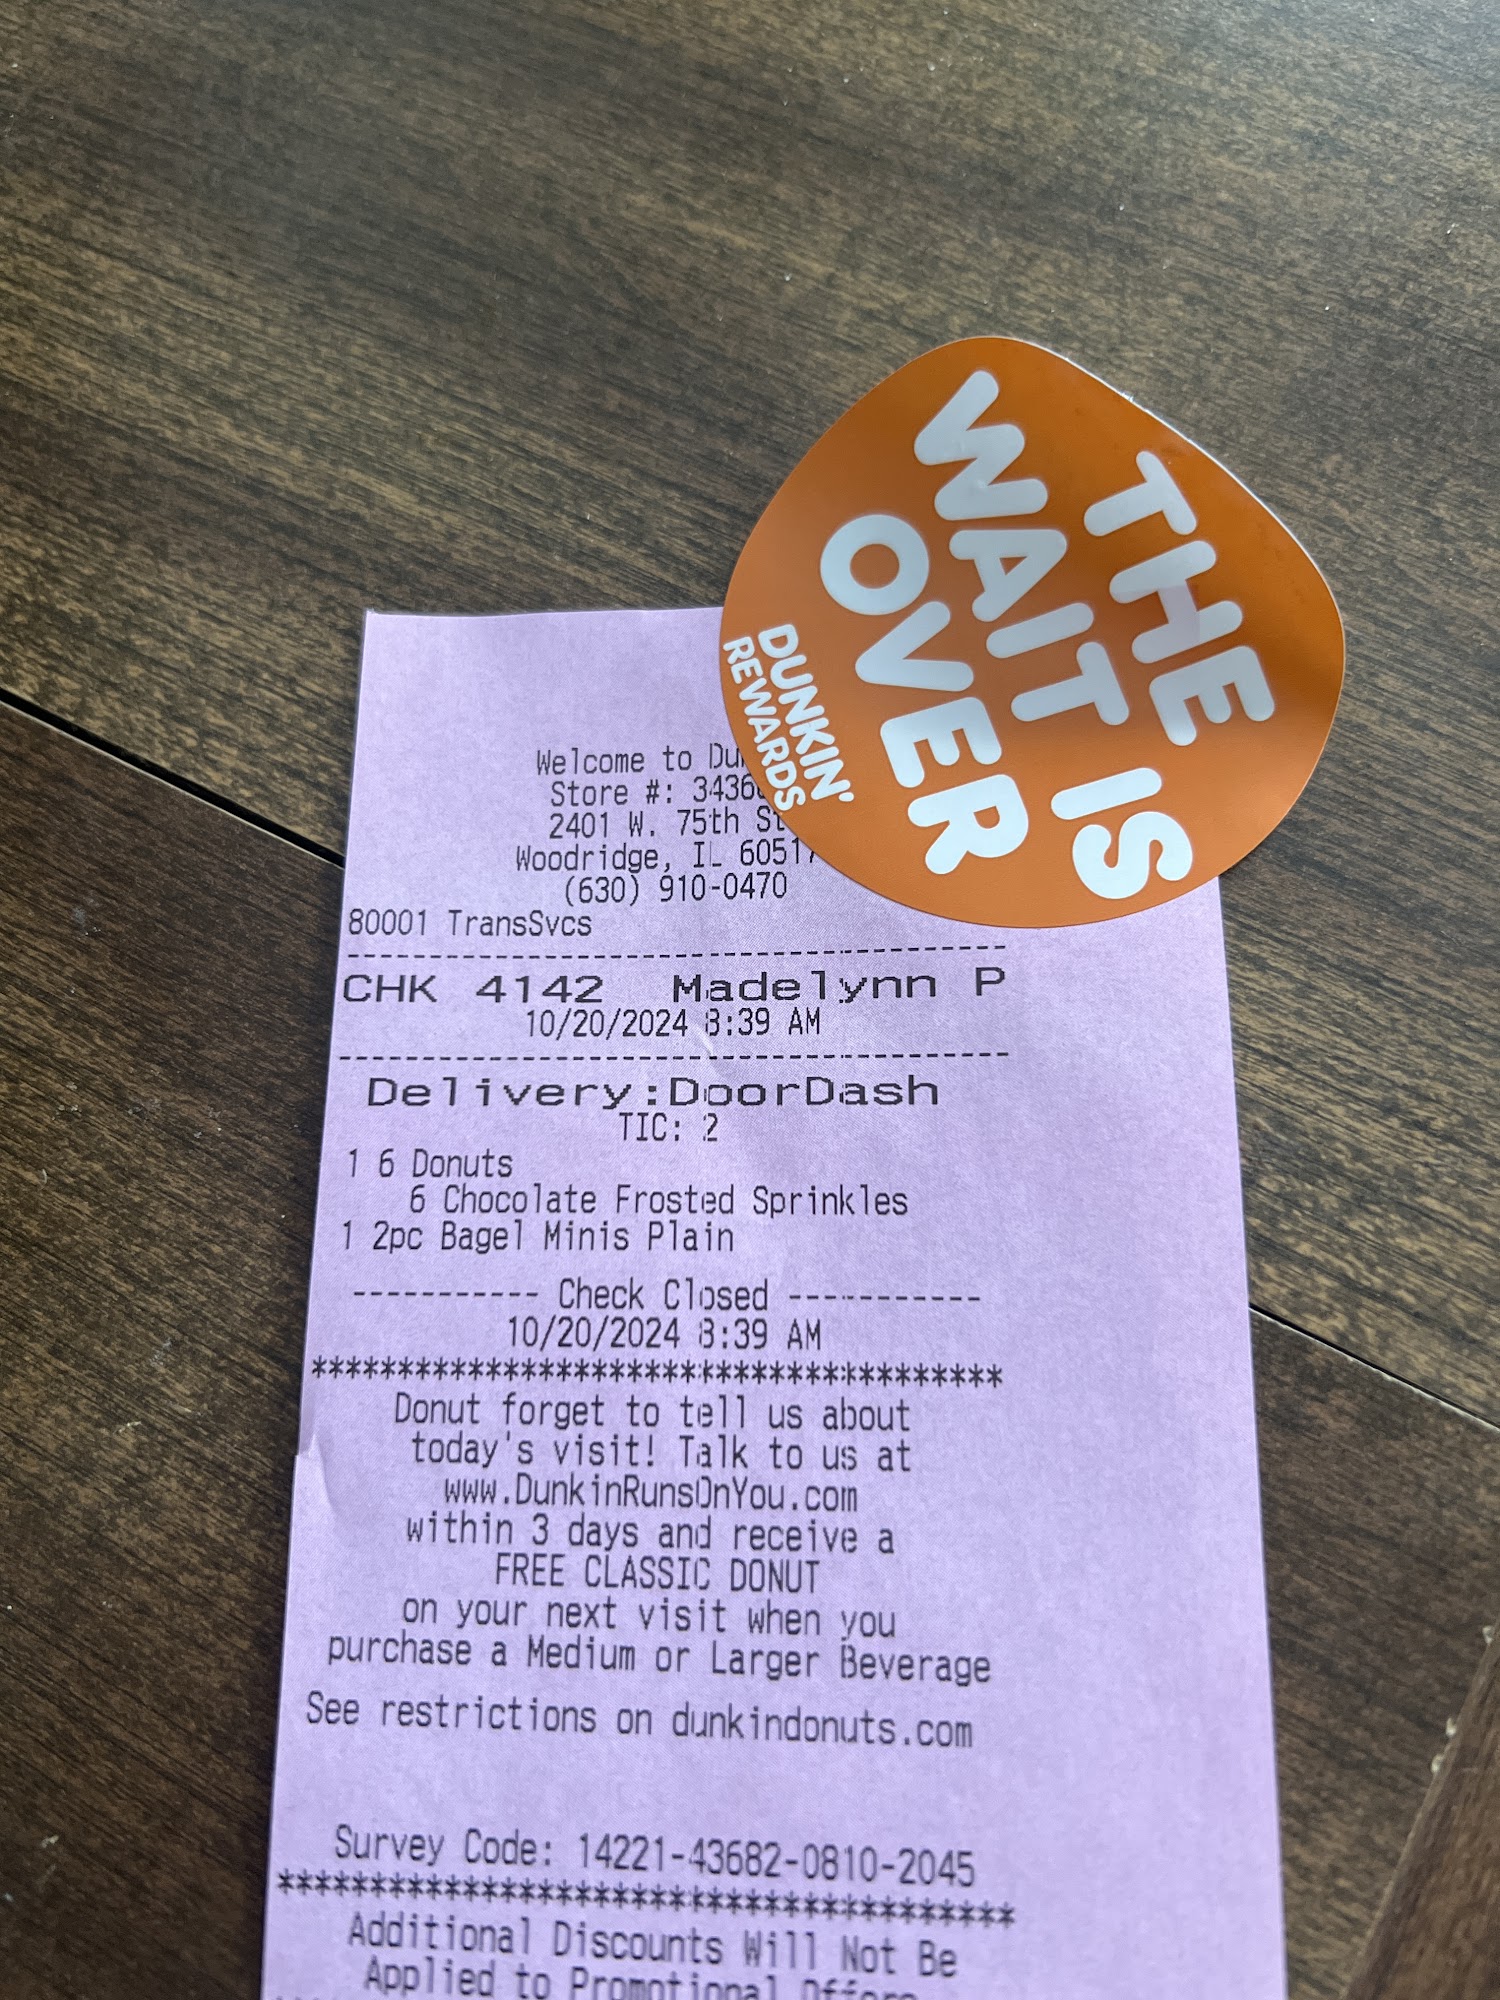 THE
WAIT IS
OVER
DUNKIN'
REWARDS
Welcome to
Store #:
2401 W. 75th
Woodridge, IL 60517
(630) 910-0470
80001 TransSvcs
----------------------------------------
CHK 4142 Madelynn P
10/20/2024 8:39 AM
----------------------------------------
Delivery:DoorDash
TIC: 2
1 6 Donuts
6 Chocolate Frosted Sprinkles
1 2pc Bagel Minis Plain
----------- Check Closed -----------
10/20/2024 8:39 AM
****************************************
Donut forget to tell us about
today's visit! Talk to us at
www.DunkinRunsOnYou.com
within 3 days and receive a
FREE CLASSIC DONUT
on your next visit when you
purchase a Medium or Larger Beverage
See restrictions on dunkindonuts.com
Survey Code: 14221-43682-0810-2045
****************************************
Additional Discounts Will Not Be
Applied to Promotional Offers